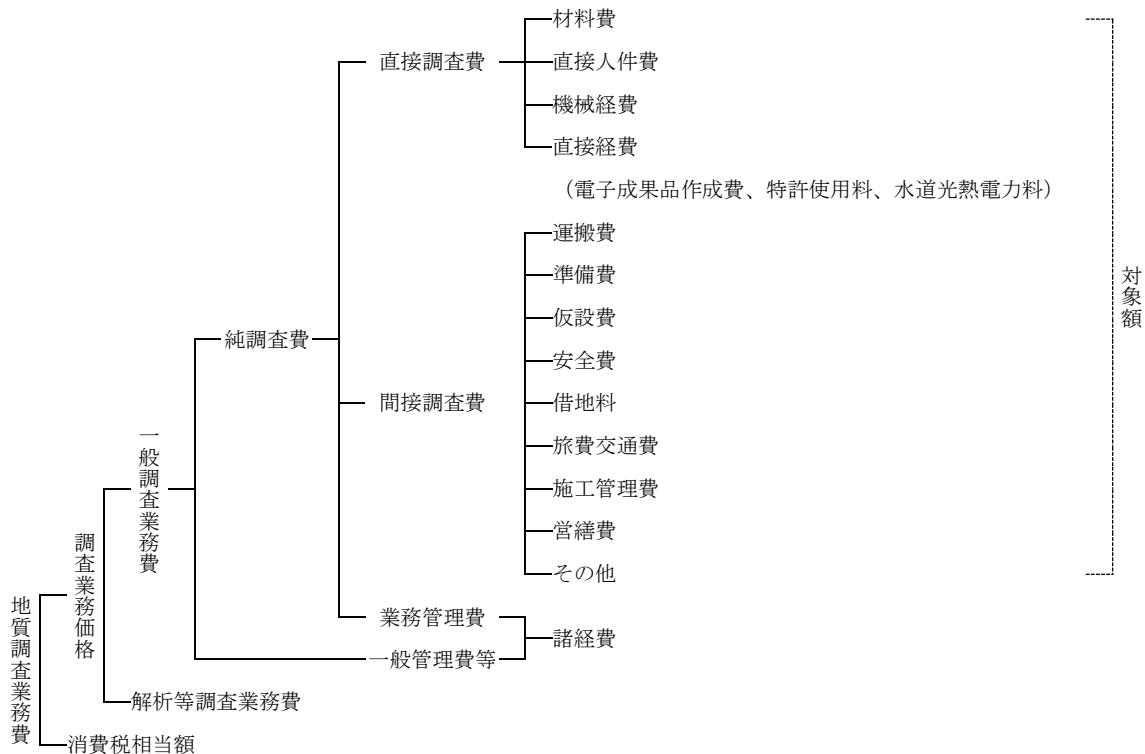 材料費
直接調査費
直接人件費
機械経費
直接経費
（電子成果品作成費、特許使用料、水道光熱電力料）
運搬費
準備費
仮設費
対象額
純調査費
安全費
間接調査費
借地料
旅費交通費
一般調査業務費
施工管理費
営繕費
調査業務価格
その他
地質調査業務費
業務管理費
諸経費
一般管理費等
解析等調査業務費
消費税相当額